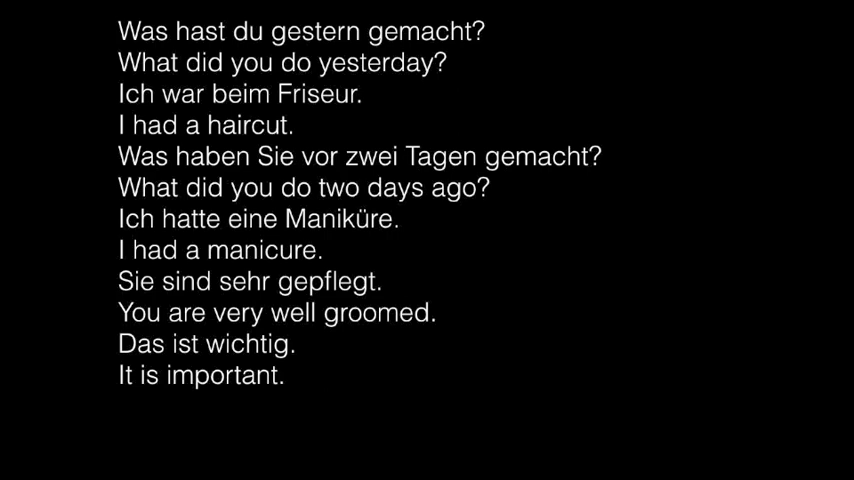 Was hast du gestern gemacht?
What did you do yesterday?
Ich war beim Friseur.
I had a haircut.
Was haben Sie vor zwei Tagen gemacht?
What did you do two days ago?
Ich hatte eine Maniküre.
I had a manicure.
Sie sind sehr gepflegt.
You are very well groomed.
Das ist wichtig.
It is important.